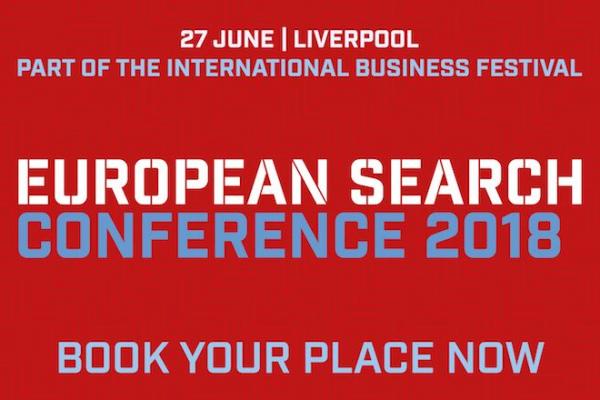 27 JUNE | LIVERPOOL
PART OF THE INTERNATIONAL BUSINESS FESTIVAL
EUROPEAN SEARCH
CONFERENCE 2018
BOOK YOUR PLACE NOW